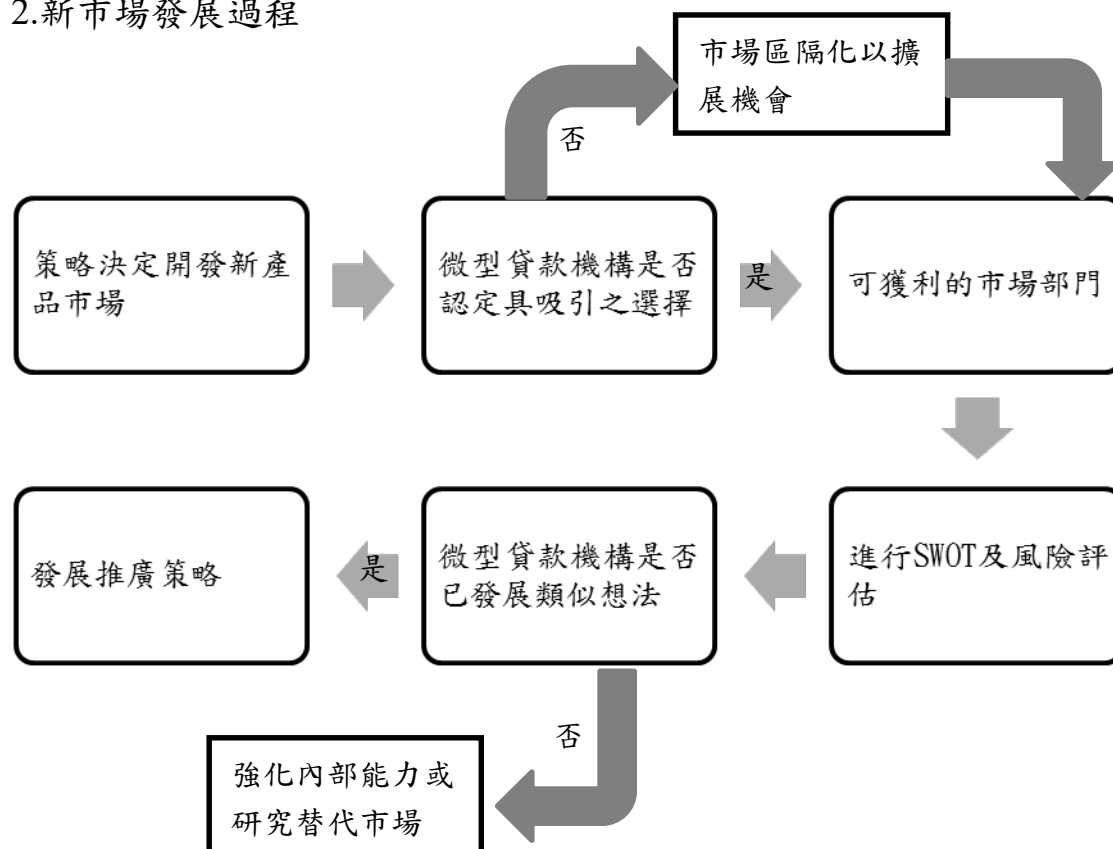 2.新市場發展過程
市場區隔化以擴
展機會
否
策略決定開發新產
品市場
微型貸款機構是否
認定具吸引之選擇
是
可獲利的市場部門
發展推廣策略
是
微型貸款機構是否
已發展類似想法
進行SWOT及風險評
估
否
強化內部能力或
研究替代市場